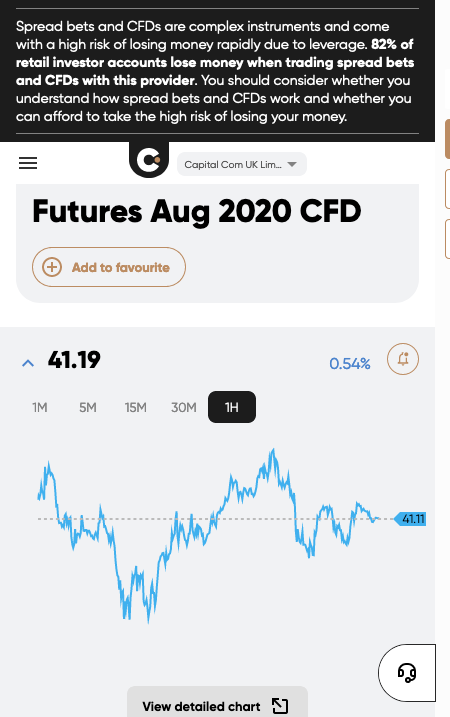 Spread bets and CFDs are complex instruments and come
with a high risk of losing money rapidly due to leverage. 82% of
retail investor accounts lose money when trading spread bets
and CFDs with this provider. You should consider whether you
understand how spread bets and CFDs work and whether you
can afford to take the high risk of losing your money.
Capital Com UK Lim...
Futures Aug 2020 CFD
Add to favourite
41.19
0.54%
1M 5M 15M 30M 1H
41.11
View detailed chart